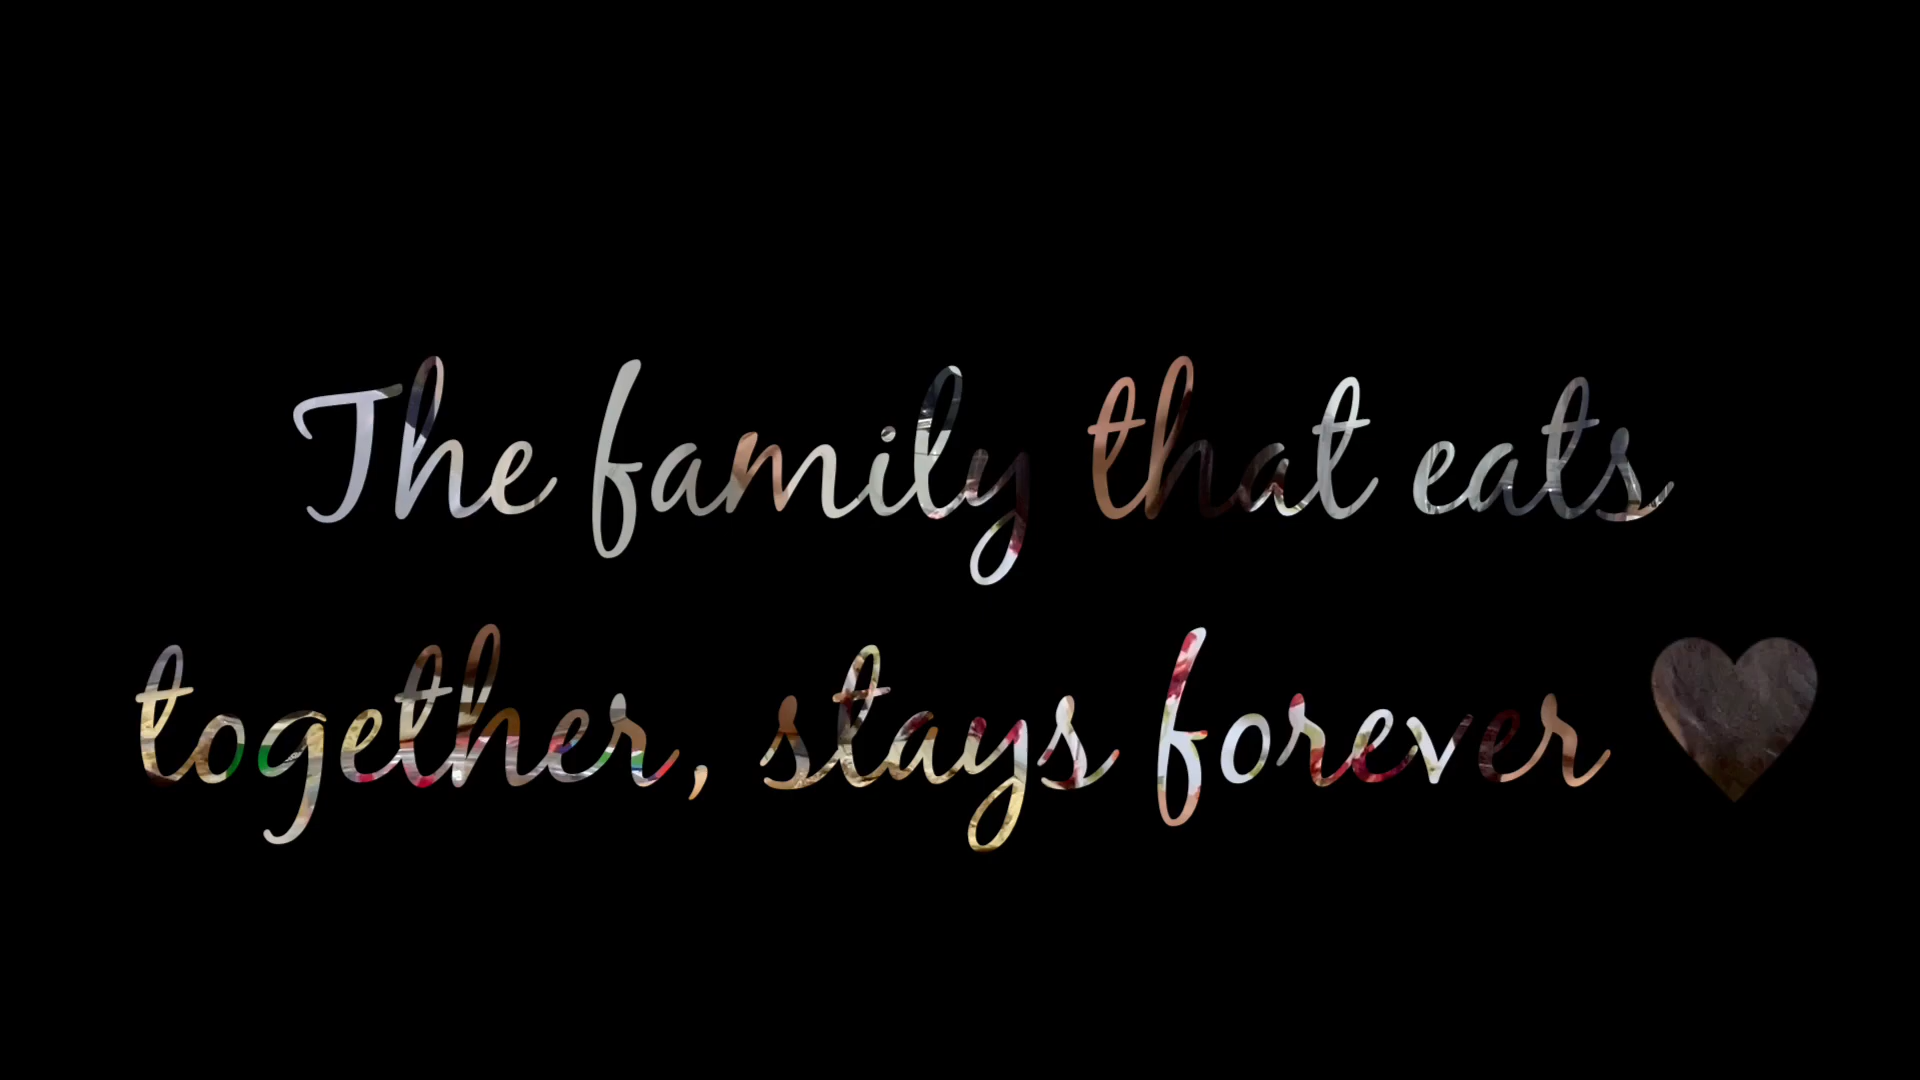 The family that eats
together, stays forever ♥